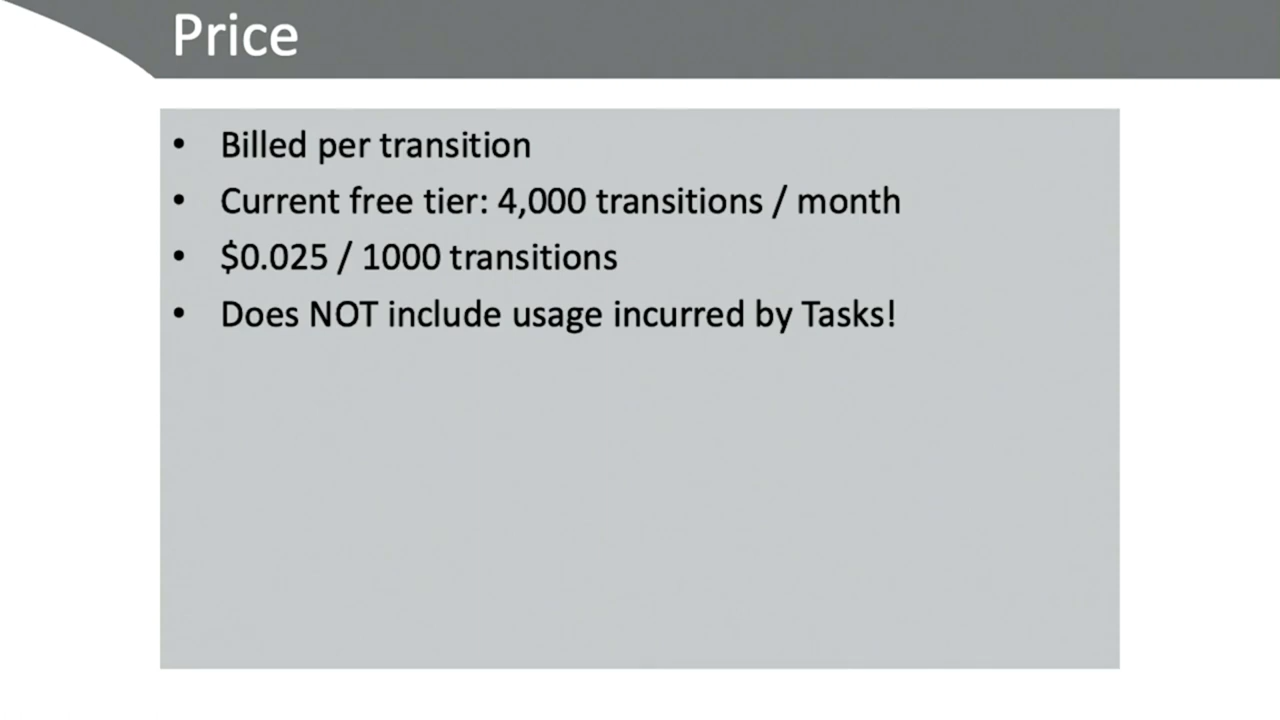 Price
• Billed per transition
• Current free tier: 4,000 transitions / month
• $0.025 / 1000 transitions
• Does NOT include usage incurred by Tasks!